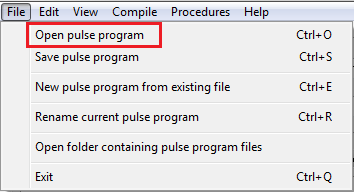 File Edit View Compile Procedures Help
Open pulse program Ctrl+O
Save pulse program Ctrl+S
New pulse program from existing file Ctrl+E
Rename current pulse program Ctrl+R
Open folder containing pulse program files
Exit Ctrl+Q